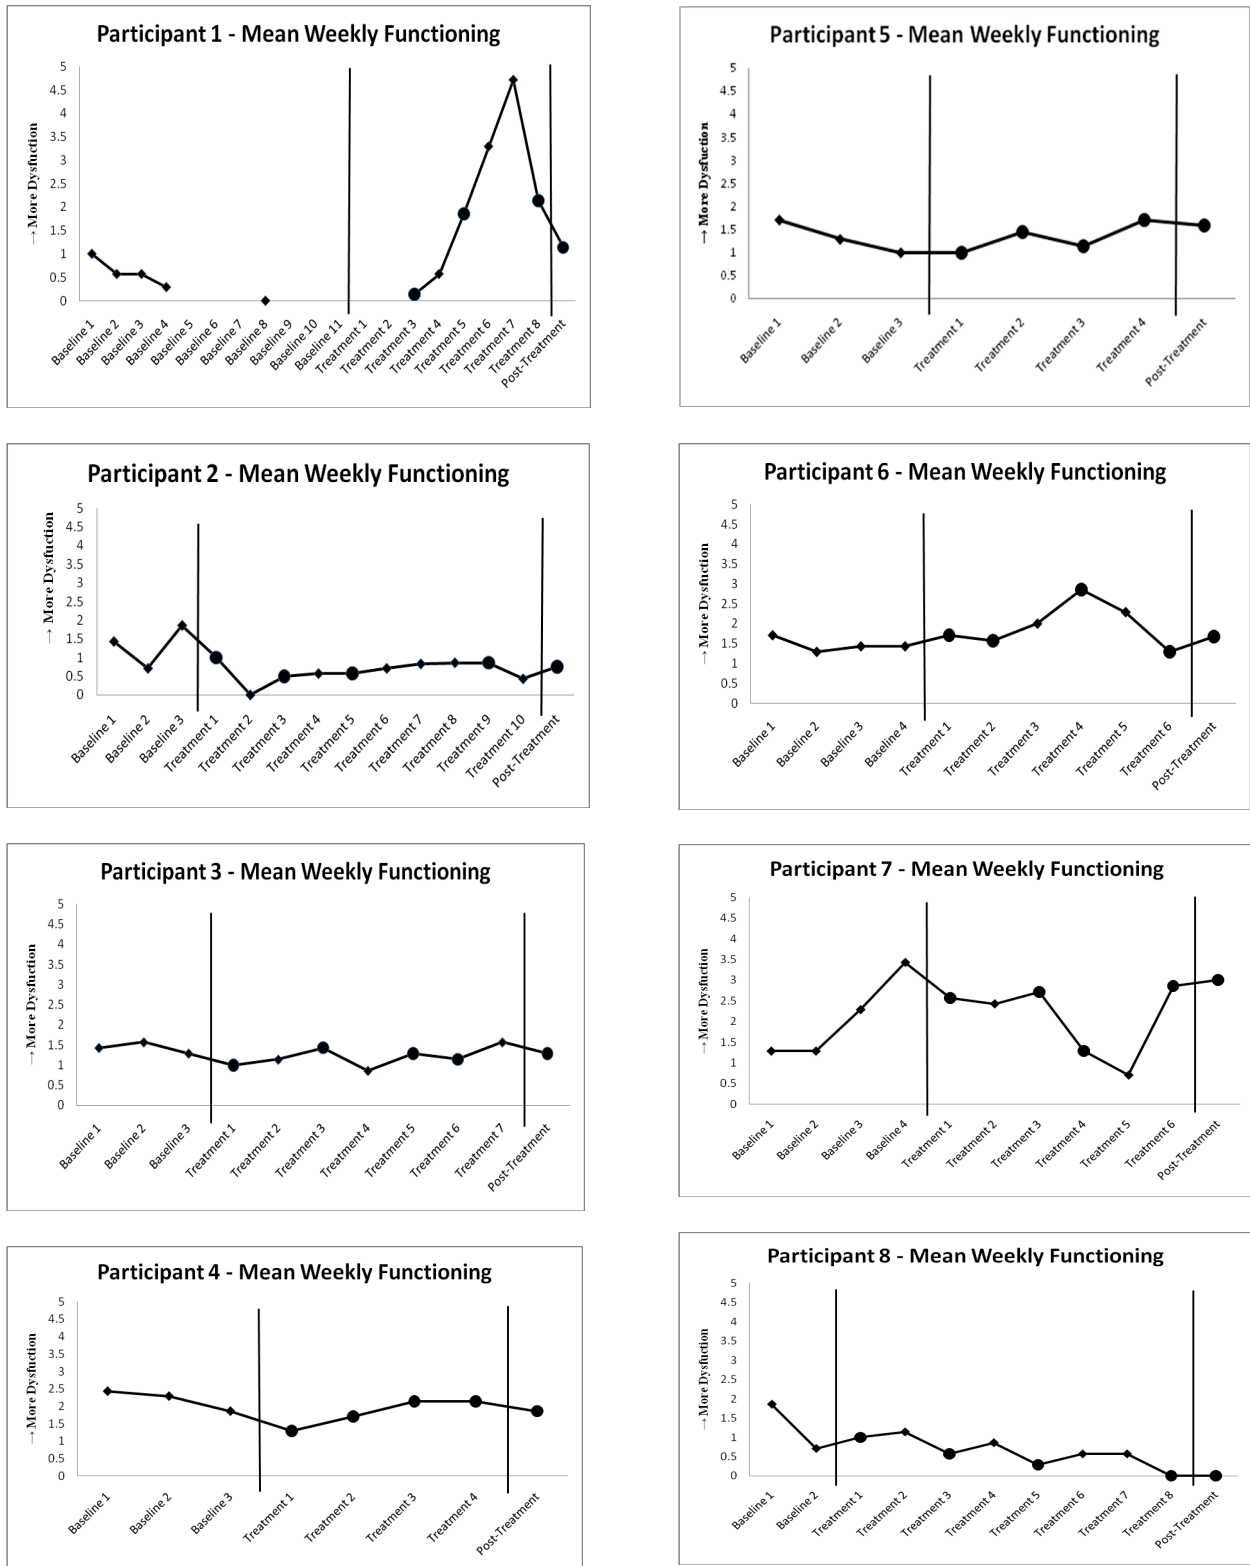 Participant 1 - Mean Weekly Functioning
→ More Dysfuction
5
4.5
4
3.5
3
2.5
2
1.5
1
0.5
0
Baseline 1
Baseline 2
Baseline 3
Baseline 4
Baseline 5
Baseline 6
Baseline 7
Baseline 8
Baseline 9
Baseline 10
Baseline 11
Treatment 1
Treatment 2
Treatment 3
Treatment 4
Treatment 5
Treatment 6
Treatment 7
Treatment 8
Post-Treatment
Participant 5 - Mean Weekly Functioning
→ More Dysfuction
5
4.5
4
3.5
3
2.5
2
1.5
1
0.5
0
Baseline 1
Baseline 2
Baseline 3
Treatment 1
Treatment 2
Treatment 3
Treatment 4
Post-Treatment
Participant 2 - Mean Weekly Functioning
→ More Dysfuction
5
4.5
4
3.5
3
2.5
2
1.5
1
0.5
0
Baseline 1
Baseline 2
Baseline 3
Treatment 1
Treatment 2
Treatment 3
Treatment 4
Treatment 5
Treatment 6
Treatment 7
Treatment 8
Treatment 9
Treatment 10
Post-Treatment
Participant 6 - Mean Weekly Functioning
→ More Dysfuction
5
4.5
4
3.5
3
2.5
2
1.5
1
0.5
0
Baseline 1
Baseline 2
Baseline 3
Baseline 4
Treatment 1
Treatment 2
Treatment 3
Treatment 4
Treatment 5
Treatment 6
Post-Treatment
Participant 3 - Mean Weekly Functioning
→ More Dysfuction
5
4.5
4
3.5
3
2.5
2
1.5
1
0.5
0
Baseline 1
Baseline 2
Baseline 3
Treatment 1
Treatment 2
Treatment 3
Treatment 4
Treatment 5
Treatment 6
Treatment 7
Post-Treatment
Participant 7 - Mean Weekly Functioning
→ More Dysfuction
5
4.5
4
3.5
3
2.5
2
1.5
1
0.5
0
Baseline 1
Baseline 2
Baseline 3
Baseline 4
Treatment 1
Treatment 2
Treatment 3
Treatment 4
Treatment 5
Treatment 6
Post-Treatment
Participant 4 - Mean Weekly Functioning
→ More Dysfuction
5
4.5
4
3.5
3
2.5
2
1.5
1
0.5
0
Baseline 1
Baseline 2
Baseline 3
Treatment 1
Treatment 2
Treatment 3
Treatment 4
Post-Treatment
Participant 8 - Mean Weekly Functioning
→ More Dysfuction
5
4.5
4
3.5
3
2.5
2
1.5
1
0.5
0
Baseline 1
Baseline 2
Treatment 1
Treatment 2
Treatment 3
Treatment 4
Treatment 5
Treatment 6
Treatment 7
Treatment 8
Post-Treatment